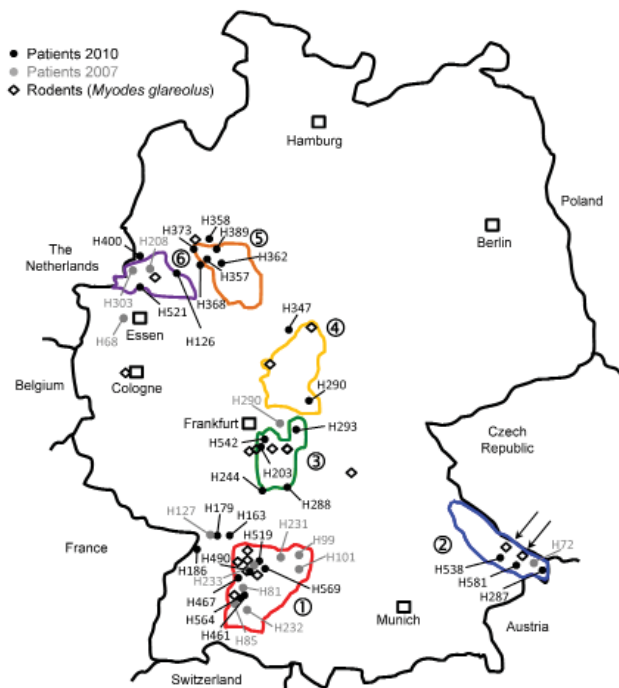 Patients 2010
Patients 2007
Rodents (Myodes glareolus)
Hamburg
Poland
Berlin
H358
H373
H389
⑤
H400
H208
The
Netherlands
⑥
H362
H357
H303
H368
H521
H68
Essen
H126
H347
④
Belgium
Cologne
H290
H290
Frankfurt
H293
H542
Czech
Republic
H203
③
H244
H288
H127
H179
H163
H231
H519
H99
France
H490
H101
②
H72
H186
H538
H233
H81
H569
H581
H467
①
H287
H564
Munich
H461
H232
Austria
H85
Switzerland